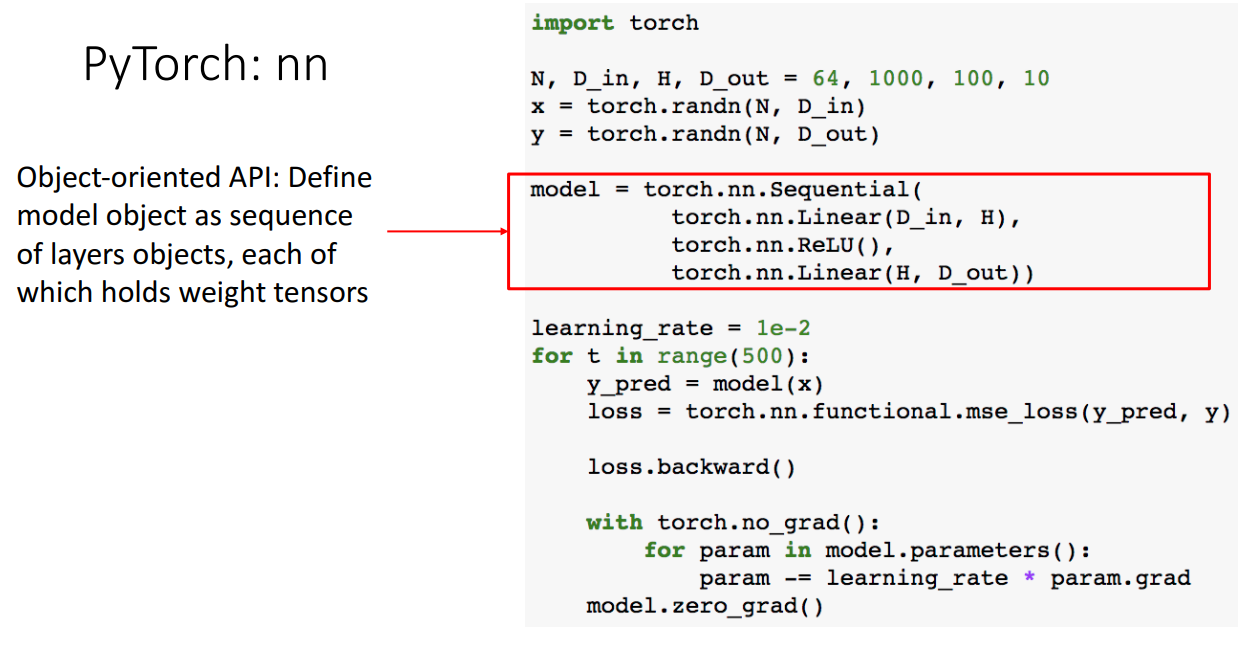 PyTorch: nn
Object-oriented API: Define
model object as sequence
of layers objects, each of
which holds weight tensors
import torch
N, D_in, H, D_out = 64, 1000, 100, 10
x = torch.randn(N, D_in)
y = torch.randn(N, D_out)
model = torch.nn.Sequential(
          torch.nn.Linear(D_in, H),
          torch.nn.ReLU(),
          torch.nn.Linear(H, D_out))
learning_rate = 1e-2
for t in range(500):
    y_pred = model(x)
    loss = torch.nn.functional.mse_loss(y_pred, y)
    loss.backward()
    with torch.no_grad():
        for param in model.parameters():
            param -= learning_rate * param.grad
    model.zero_grad()